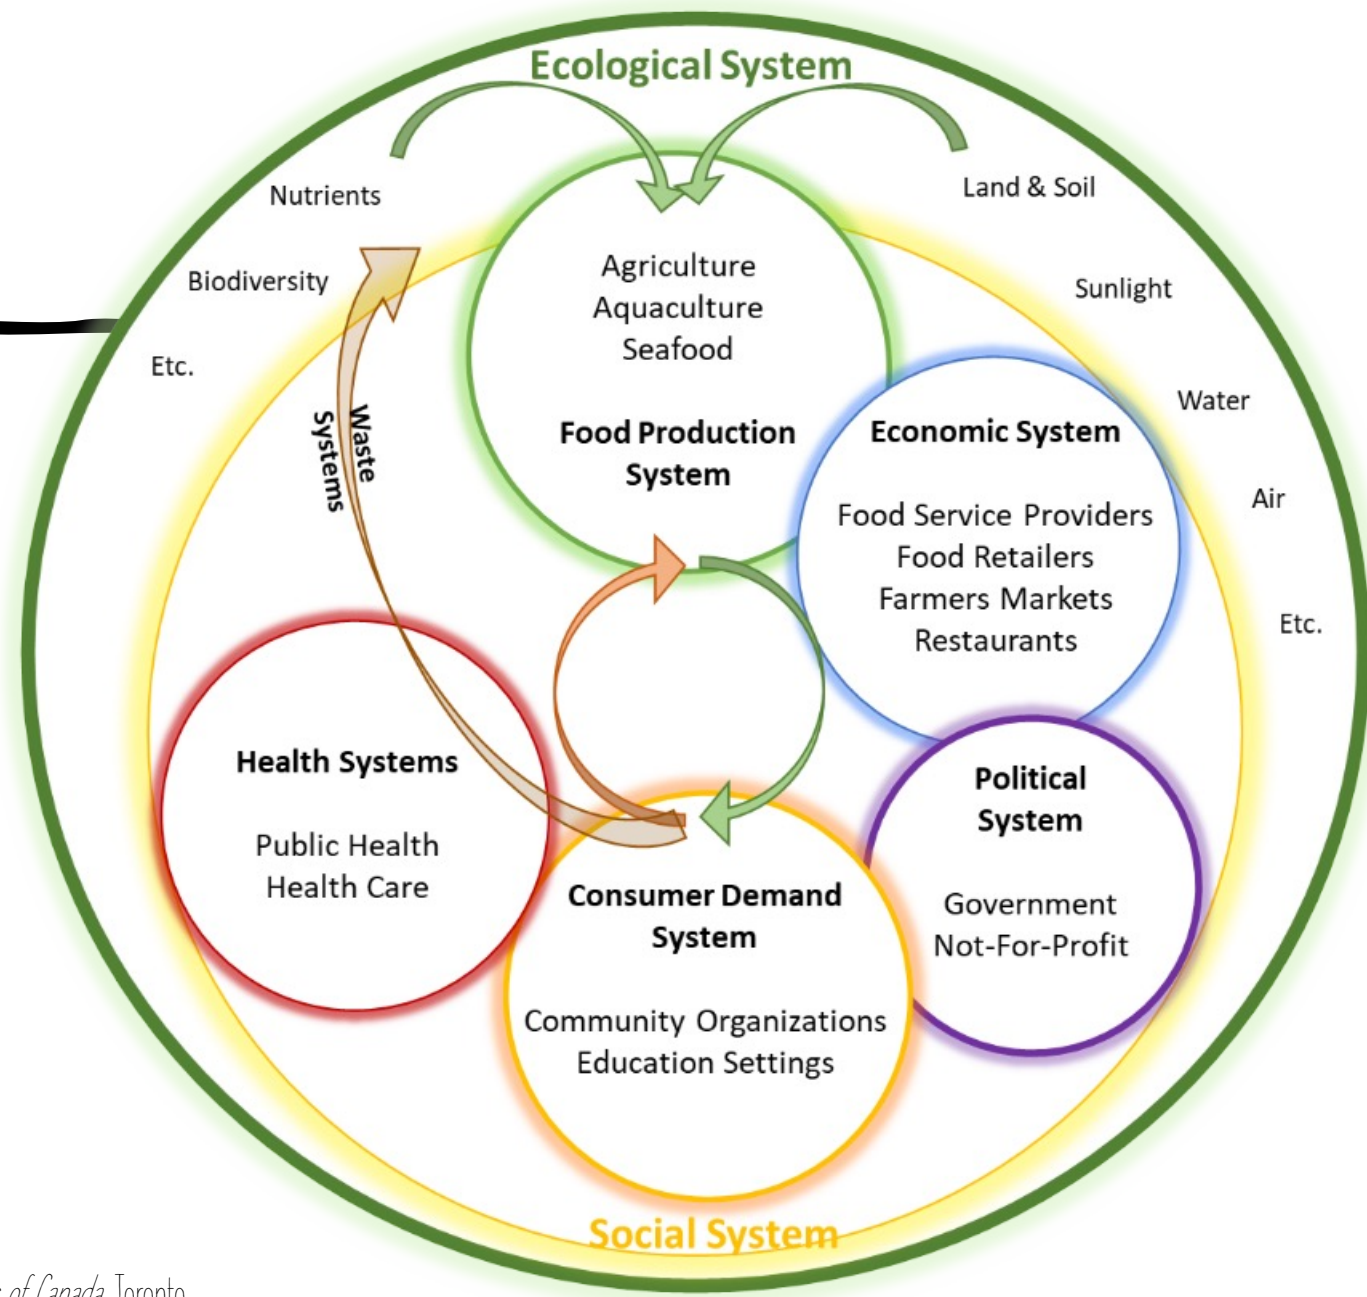 Ecological System
Nutrients
Biodiversity
Etc.
Land & Soil
Sunlight
Water
Air
Etc.
Agriculture
Aquaculture
Seafood
Food Production
System
Economic System
Food Service Providers
Food Retailers
Farmers Markets
Restaurants
Waste
Systems
Health Systems
Public Health
Health Care
Political
System
Government
Not-For-Profit
Consumer Demand
System
Community Organizations
Education Settings
Social System
of Canada Toronto